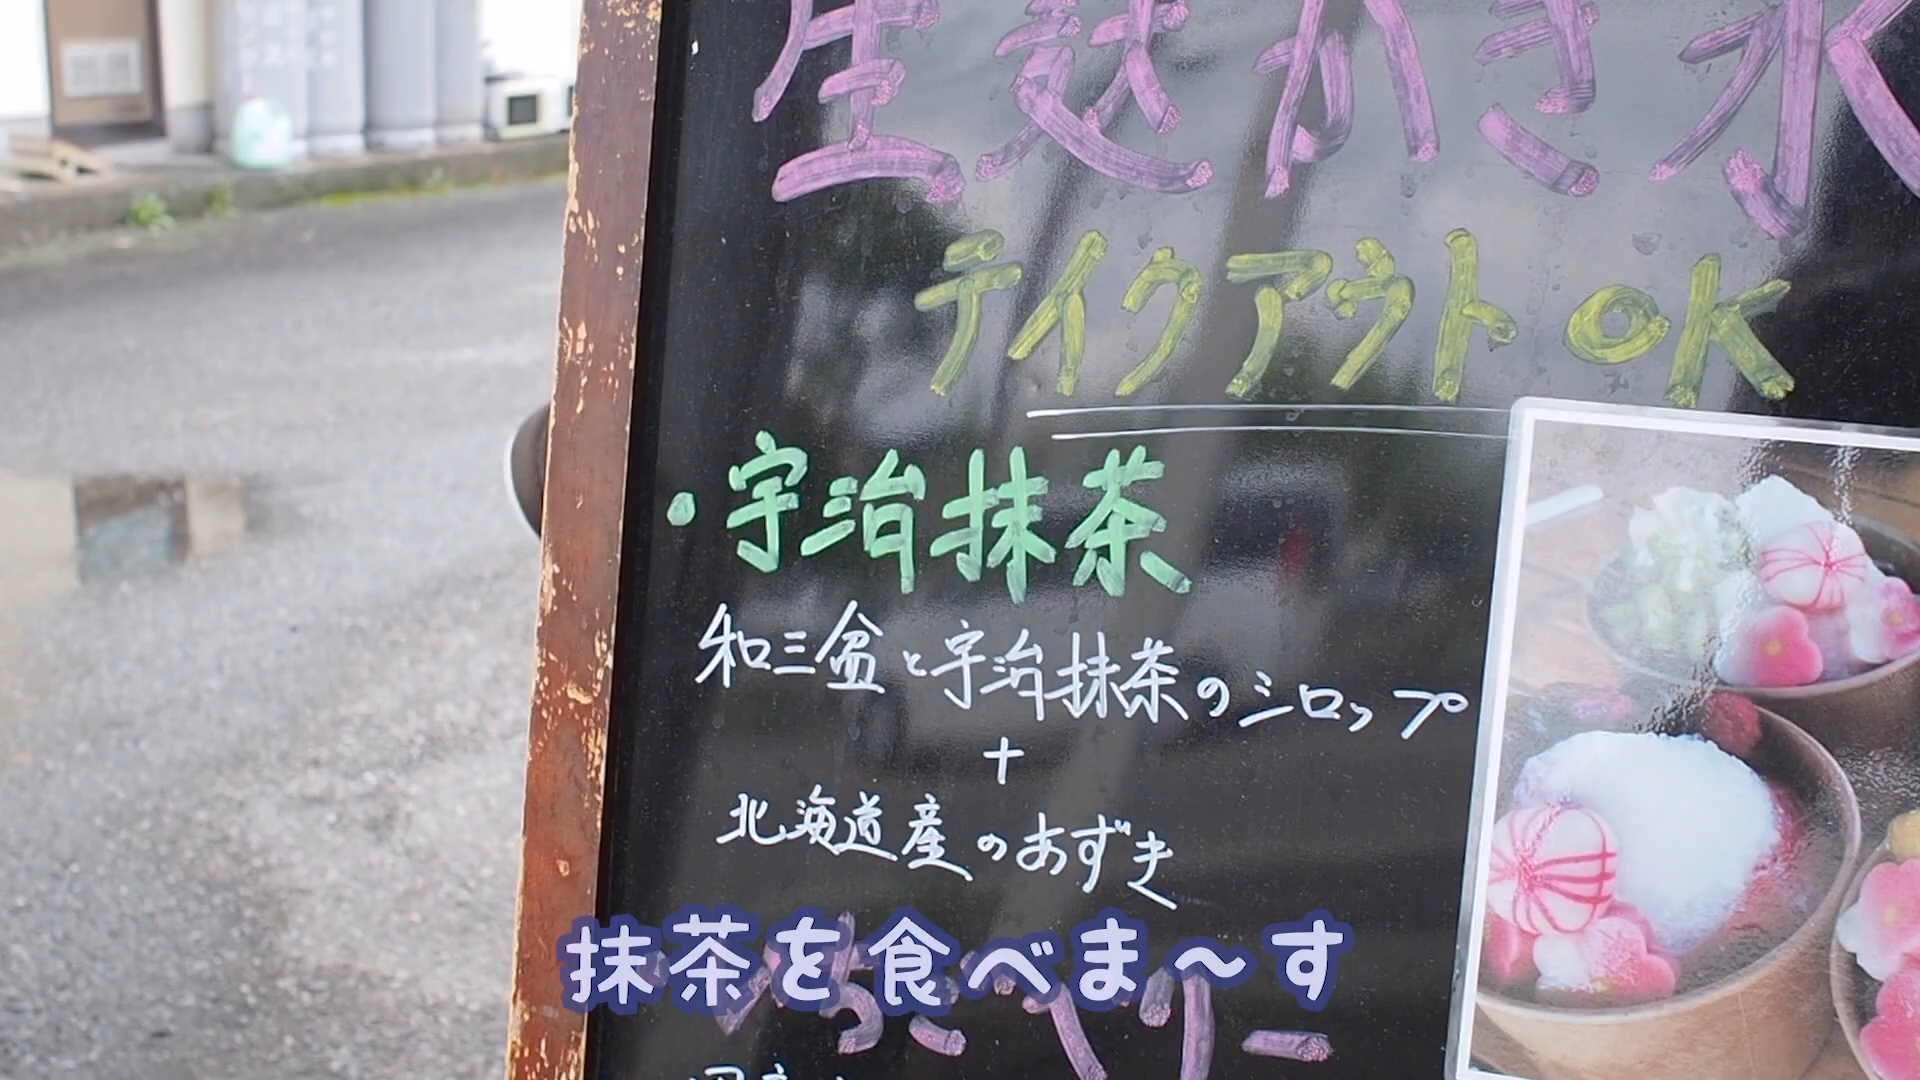 生麩かき氷
テイクアウトOK
・宇治抹茶
和三盆と宇治抹茶のシロップ
+
北海道産のあずき
抹茶を食べま〜す